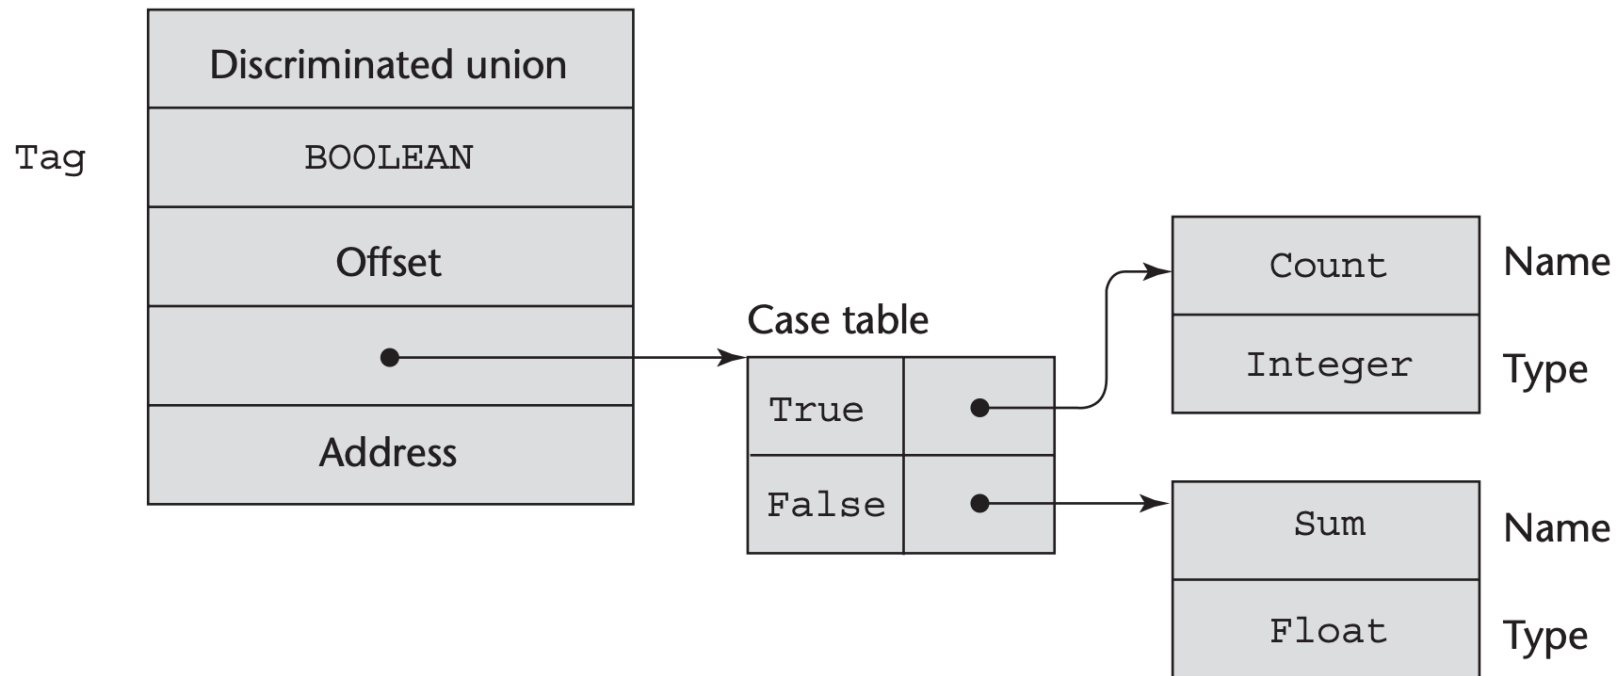 Discriminated union
Tag
BOOLEAN
Offset
Address
Case table
True
False
Count
Name
Integer
Type
Sum
Name
Float
Type